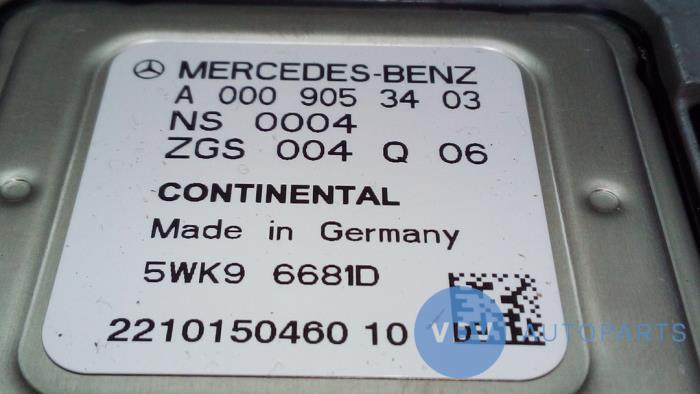 MERCEDES-BENZ
A 000 905 34 03
NS 0004
ZGS 004 Q 06
CONTINENTAL
Made in Germany
5WK9 6681D
2210150460 10
VDV AUTOPARTS